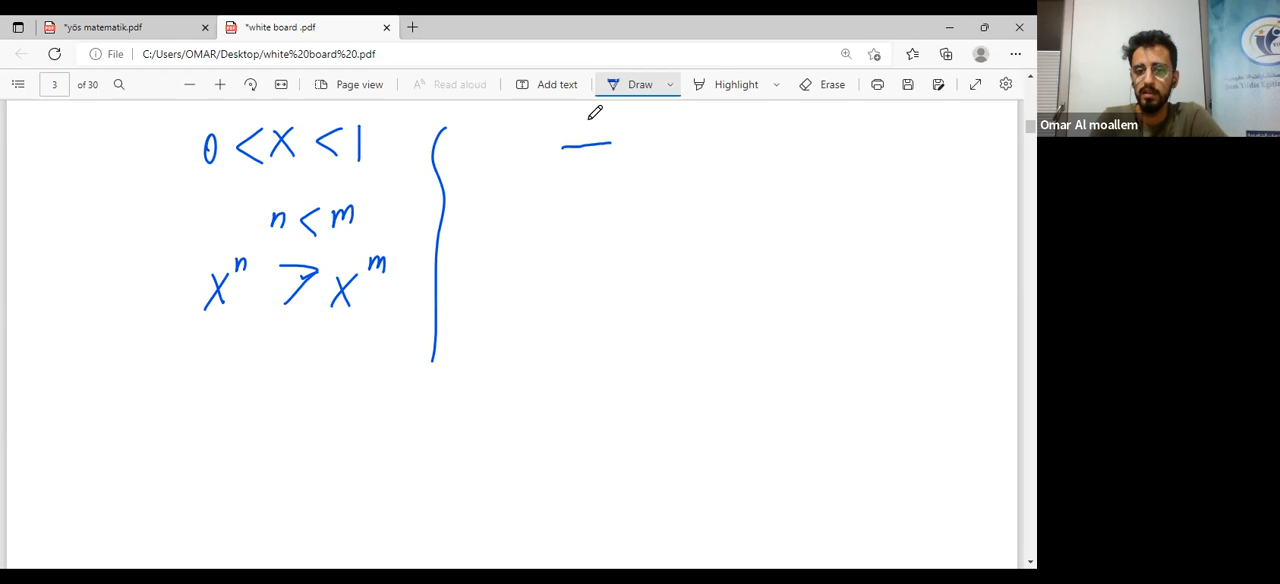 *yös matematik.pdf
*white board .pdf
File
C:/Users/OMAR/Desktop/white%20board%20.pdf
3 of 30
Page view
Read aloud
Add text
Draw
Highlight
Erase
Omar Al moallem
0 < x < 1
n < m
x^n > x^m